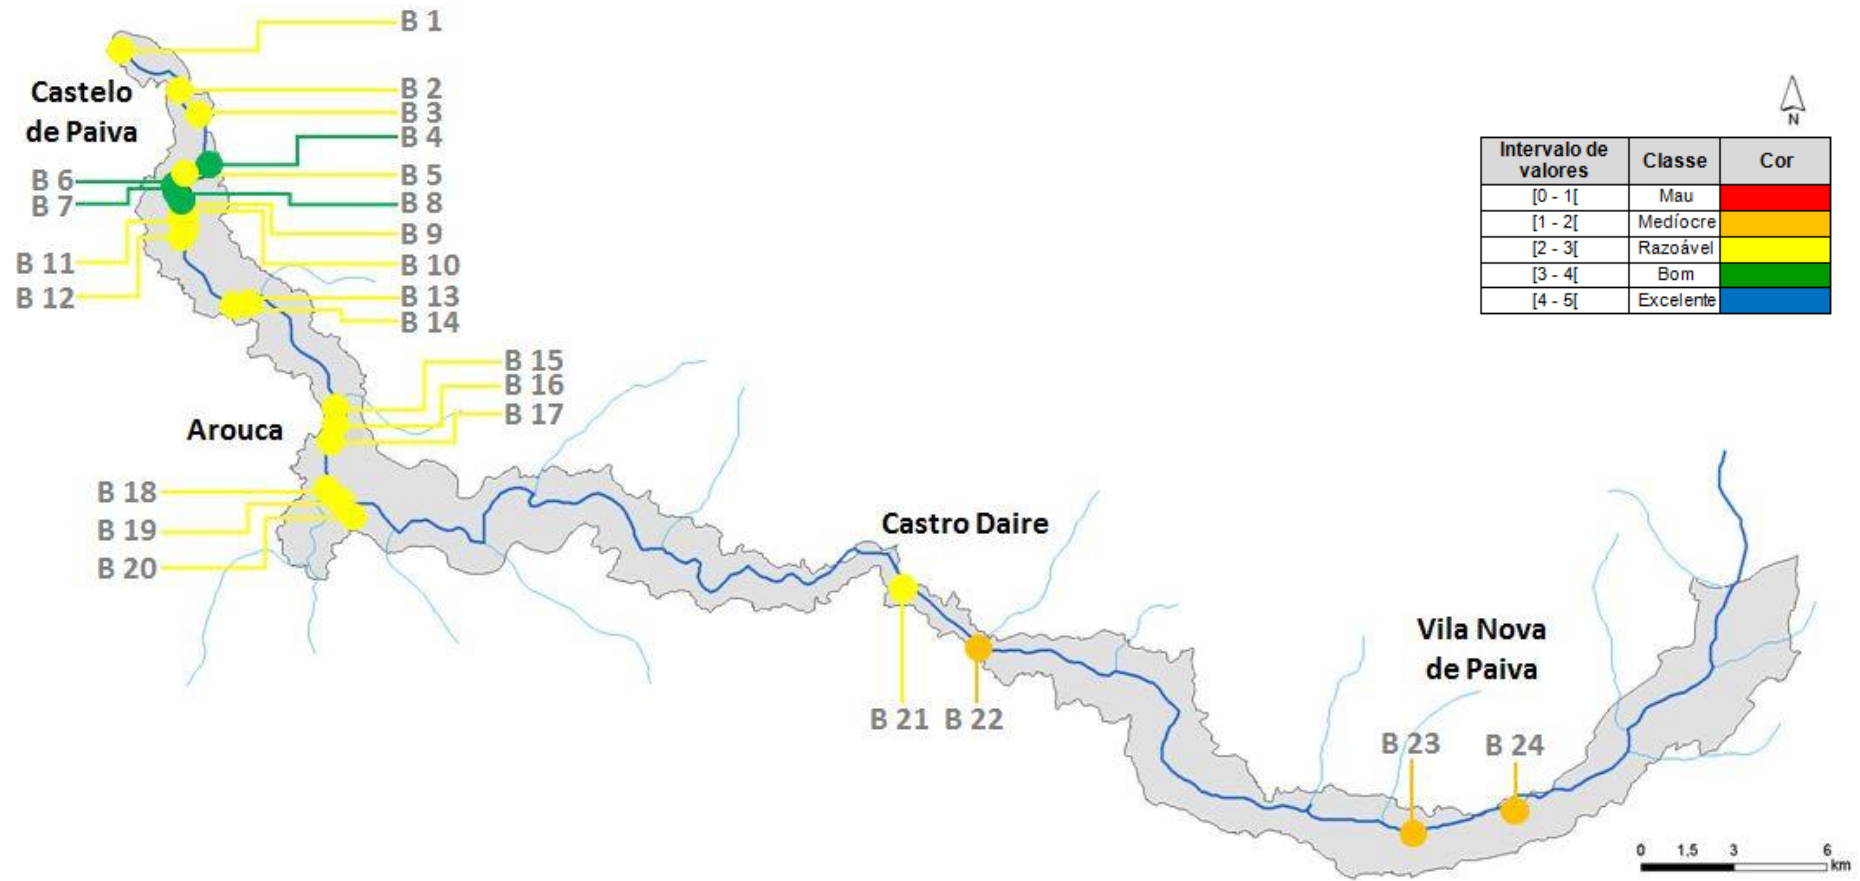 B 1
Castelo
de Paiva
B 2
B 3
B 4
B 5
B 6
B 7
B 8
B 9
B 10
B 11
B 12
B 13
B 14
B 15
B 16
B 17
Arouca
B 18
B 19
B 20
Castro Daire
B 21
B 22
Vila Nova
de Paiva
B 23
B 24
N
Intervalo de
valores
Classe
Cor
[0 - 1[
Mau
[1 - 2[
Medíocre
[2 - 3[
Razoável
[3 - 4[
Bom
[4 - 5[
Excelente
0 1,5 3 6
km